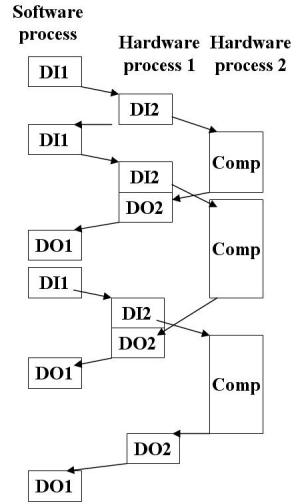 Software
process
Hardware
process 1
Hardware
process 2
DI1
DI2
DI1
Comp
DI2
DO2
Comp
DO1
DI1
DI2
DO2
DO1
Comp
DO2
DO1